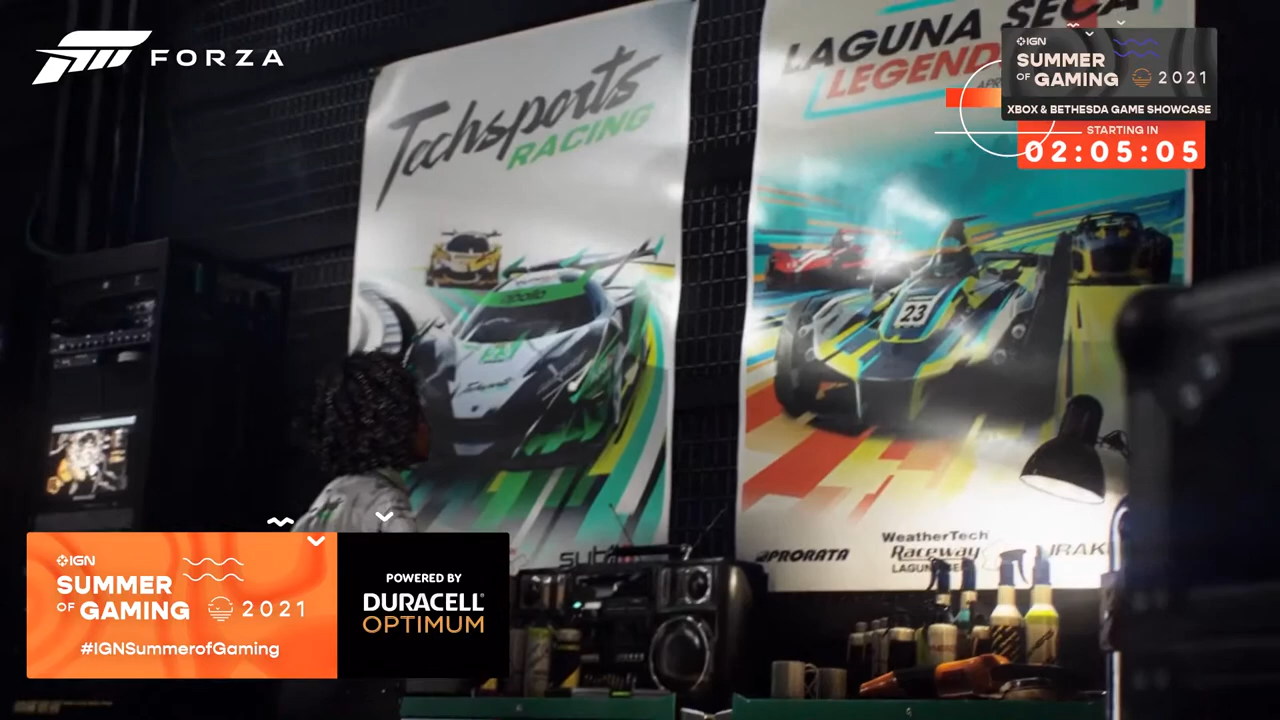 FORZA
Techsports
RACING
apollo
LAGUNA SECA
LEGEND
23
IGN
SUMMER
OF GAMING 2021
XBOX & BETHESDA GAME SHOWCASE
STARTING IN
02:05:05
WeatherTech
PRORATA
Raceway
IGN
SUMMER
OF GAMING 2021
#IGNSummerofGaming
POWERED BY
DURACELL
OPTIMUM